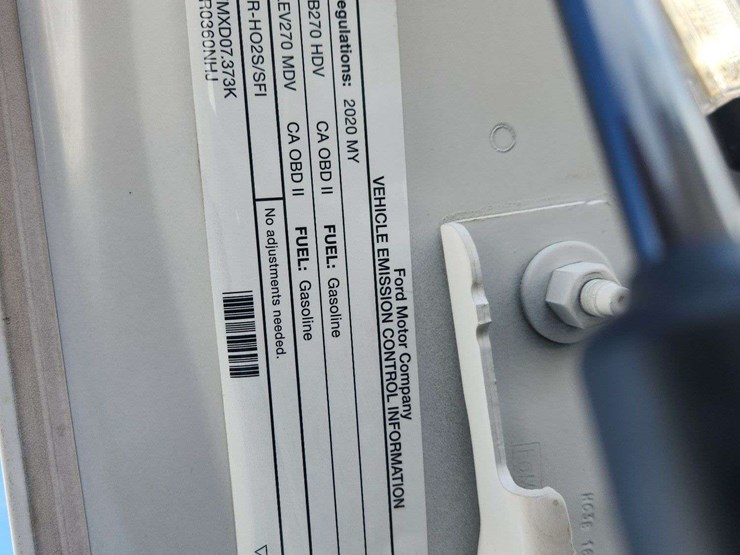 Ford Motor Company
VEHICLE EMISSION CONTROL INFORMATION
egulations: 2020 MY
B270 HDV CA OBD II FUEL: Gasoline
EV270 MDV CA OBD II FUEL: Gasoline
R-HO2S/SFI No adjustments needed.
MXD07.373K
R0360NHJ